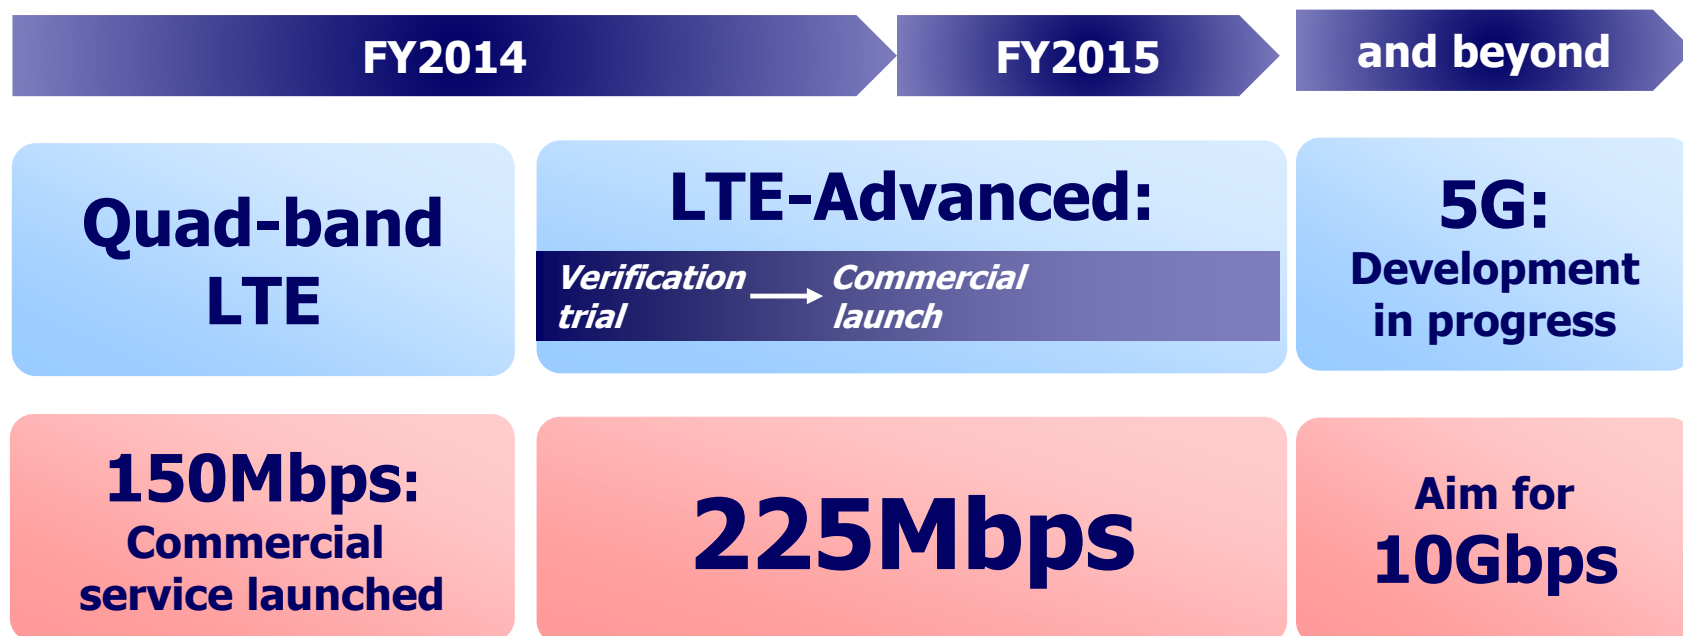 FY2014
FY2015
and beyond
Quad-band
LTE
LTE-Advanced:
Verification
trial
Commercial
launch
5G:
Development
in progress
150Mbps:
Commercial
service launched
225Mbps
Aim for
10Gbps